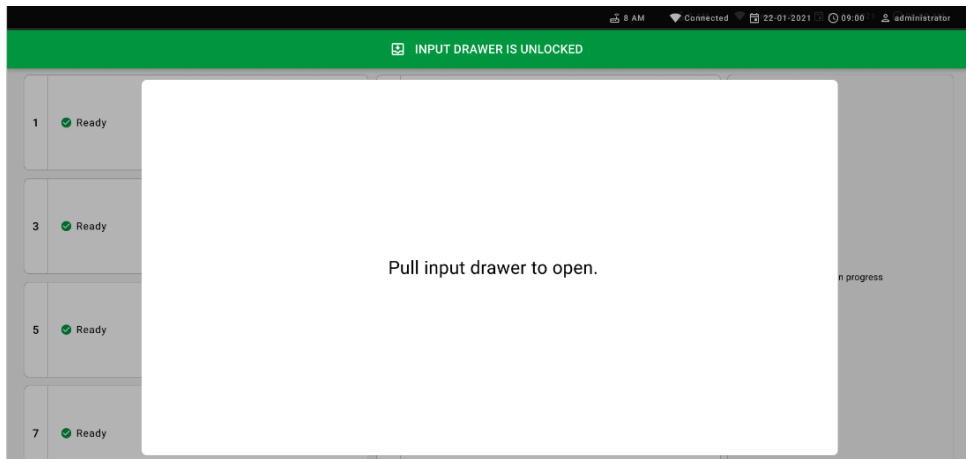 8 AM Connected 22-01-2021 09:00 administrator
INPUT DRAWER IS UNLOCKED
1 Ready
3 Ready
Pull input drawer to open.
n progress
5 Ready
7 Ready